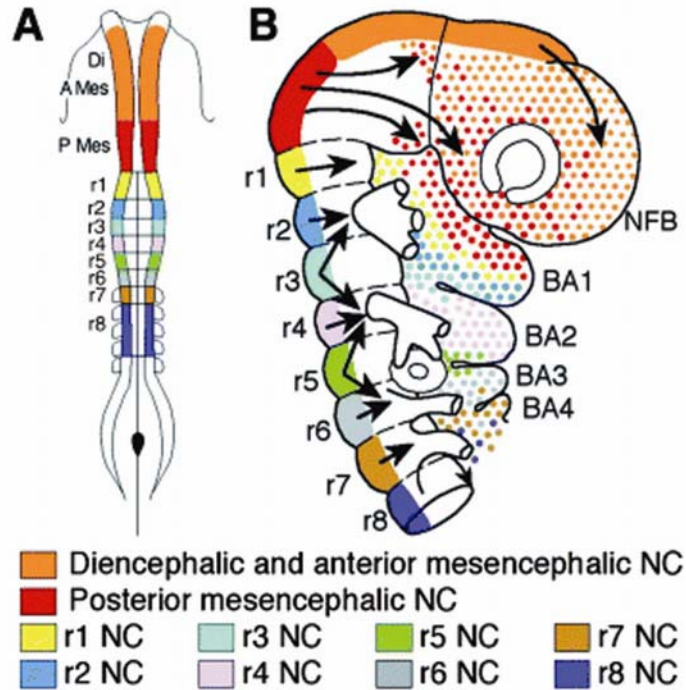 A
B
Di
A Mes
P Mes
r1
r2
r3
r4
r5
r6
r7
r8
r1
r2
r3
r4
r5
r6
r7
r8
NFB
BA1
BA2
BA3
BA4
Diencephalic and anterior mesencephalic NC
Posterior mesencephalic NC
r1 NC r3 NC r5 NC r7 NC
r2 NC r4 NC r6 NC r8 NC